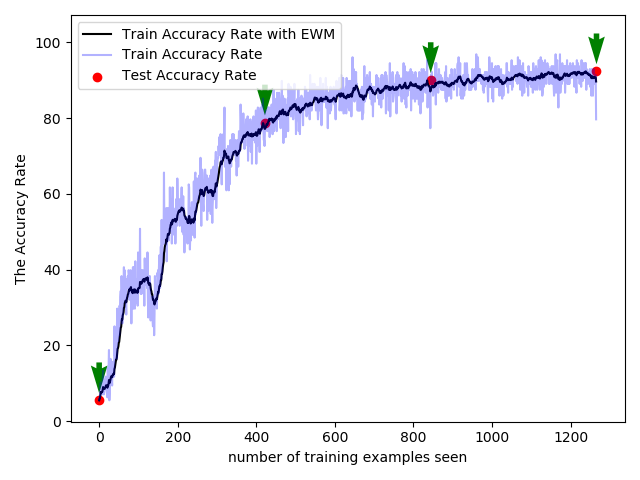 Train Accuracy Rate with EWM
Train Accuracy Rate
Test Accuracy Rate
The Accuracy Rate
100
80
60
40
20
0
0 200 400 600 800 1000 1200
number of training examples seen